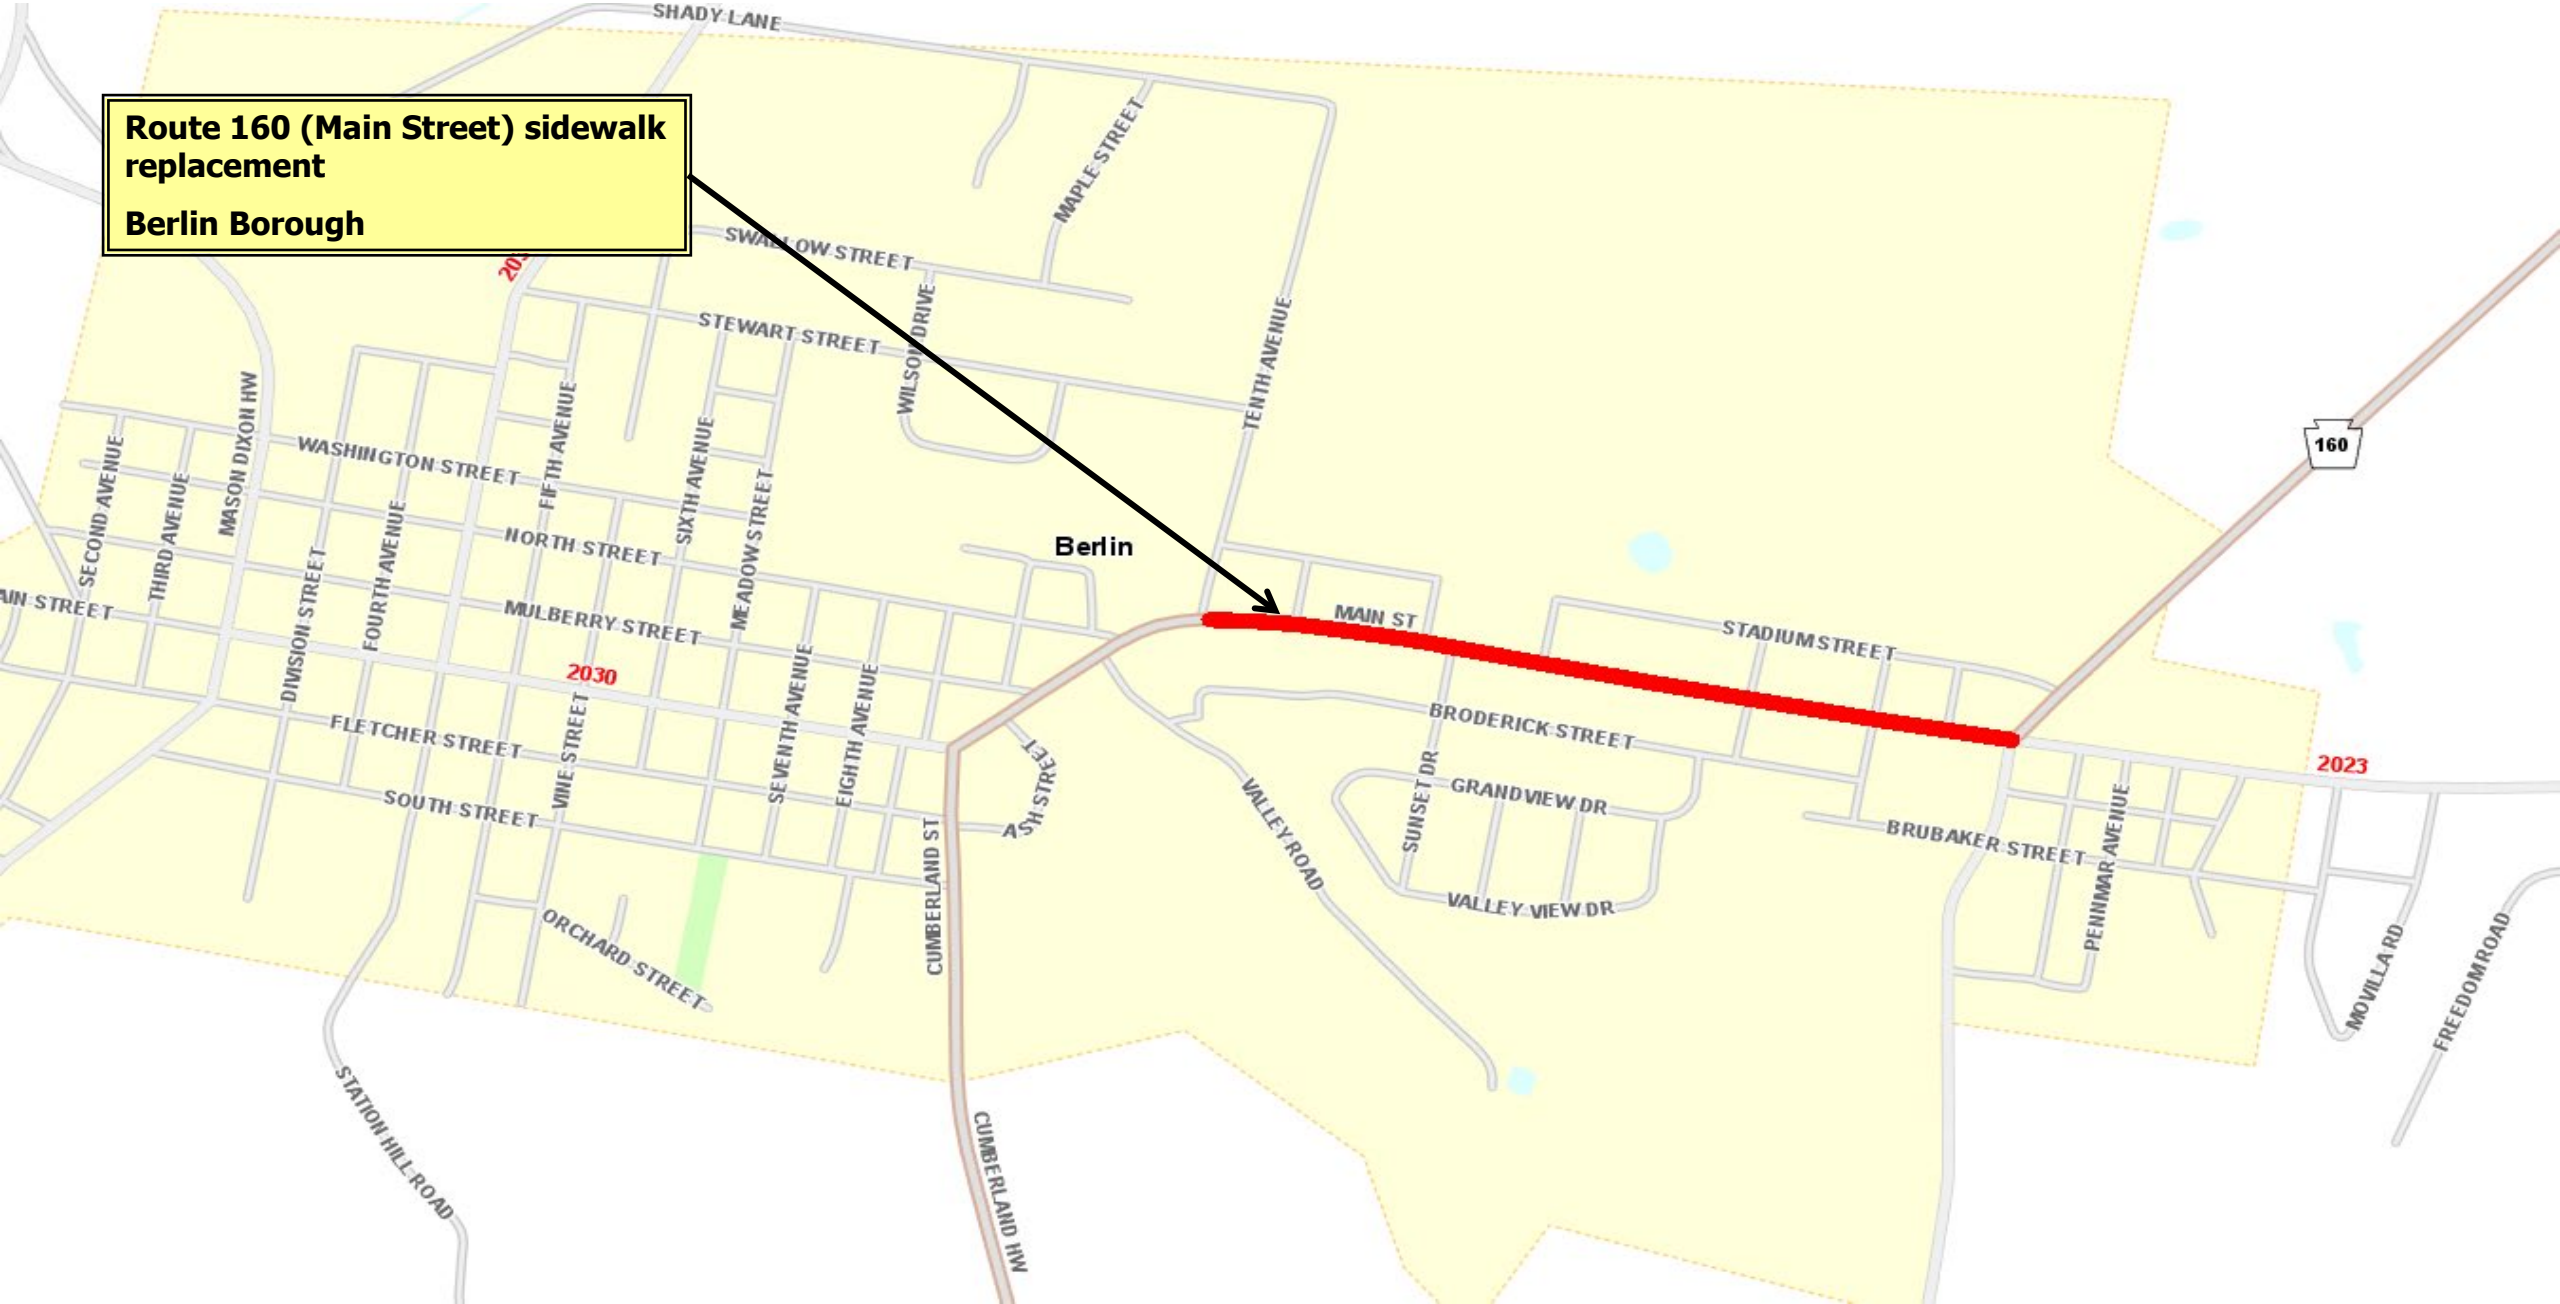 SHADY LANE
Route 160 (Main Street) sidewalk
replacement
Berlin Borough
MAPLE STREET
SWALLOW STREET
STEWART STREET
WILSON DRIVE
TENTH AVENUE
MASON DIXON HW
WASHINGTON STREET
FIFTH AVENUE
SIXTH AVENUE
SECOND AVENUE
THIRD AVENUE
FOURTH AVENUE
MEADOW STREET
160
NORTH STREET
Berlin
DIVISION STREET
MULBERRY STREET
MAIN ST
STADIUM STREET
2030
SEVENTH AVENUE
EIGHTH AVENUE
VINE STREET
FLETCHER STREET
BRODERICK STREET
ASH STREET
2023
SOUTH STREET
SUNSET DR
GRANDVIEW DR
VALLEY ROAD
CUMBERLAND ST
BRUBAKER STREET
PENNMAR AVENUE
VALLEY VIEW DR
ORCHARD STREET
MOVILLA RD
FREEDOM ROAD
STATION HILL ROAD
CUMBERLAND HW